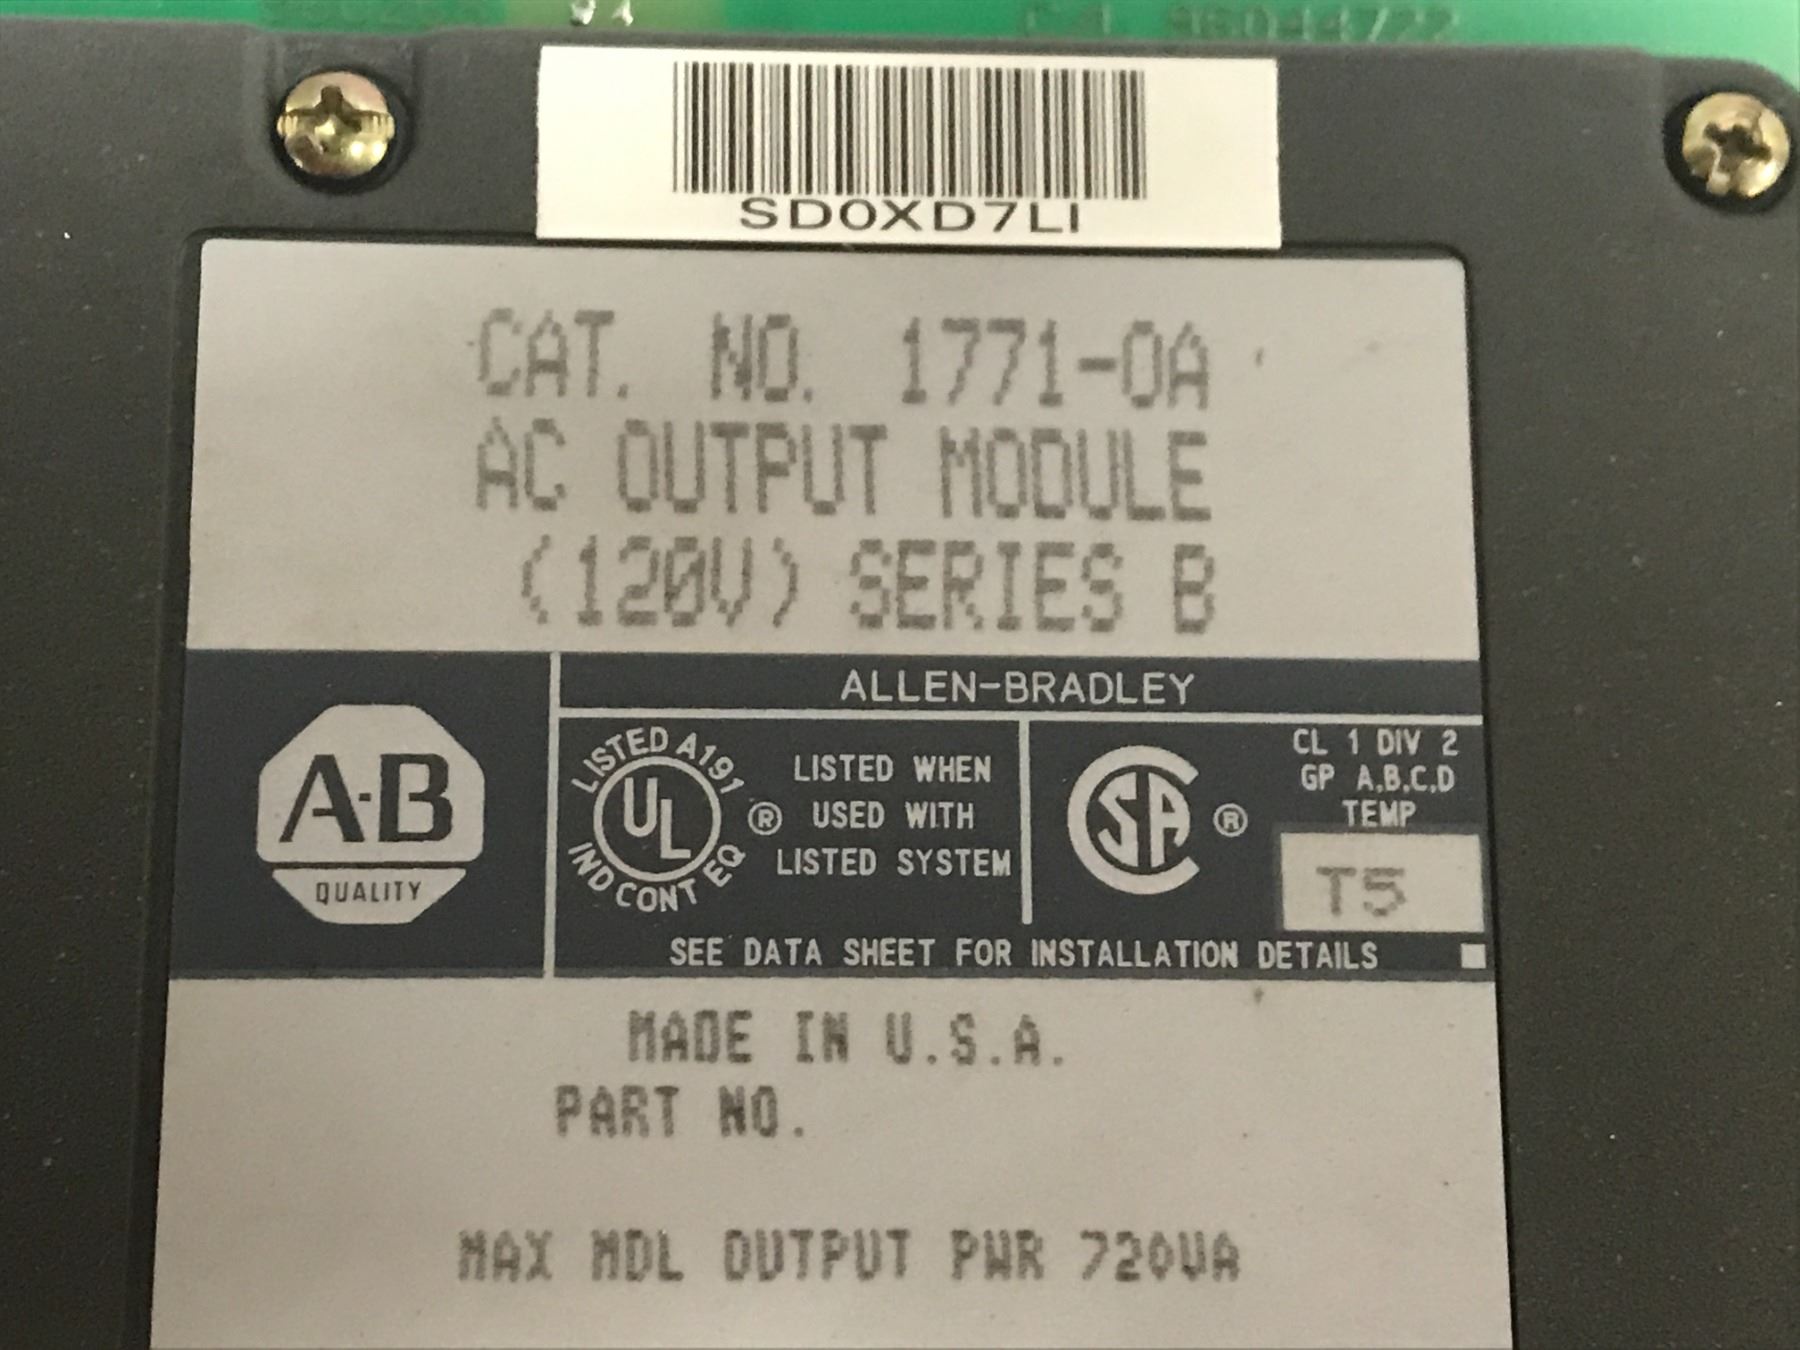 SD0XD7LI
CAT. NO. 1771-OA
AC OUTPUT MODULE
(120V) SERIES B
ALLEN-BRADLEY
A-B
QUALITY
LISTED A191
UL
IND CONT EQ
®
LISTED WHEN
USED WITH
LISTED SYSTEM
SA
®
CL 1 DIV 2
GP A,B,C,D
TEMP
T5
SEE DATA SHEET FOR INSTALLATION DETAILS
MADE IN U.S.A.
PART NO.
MAX MDL OUTPUT PWR 720VA